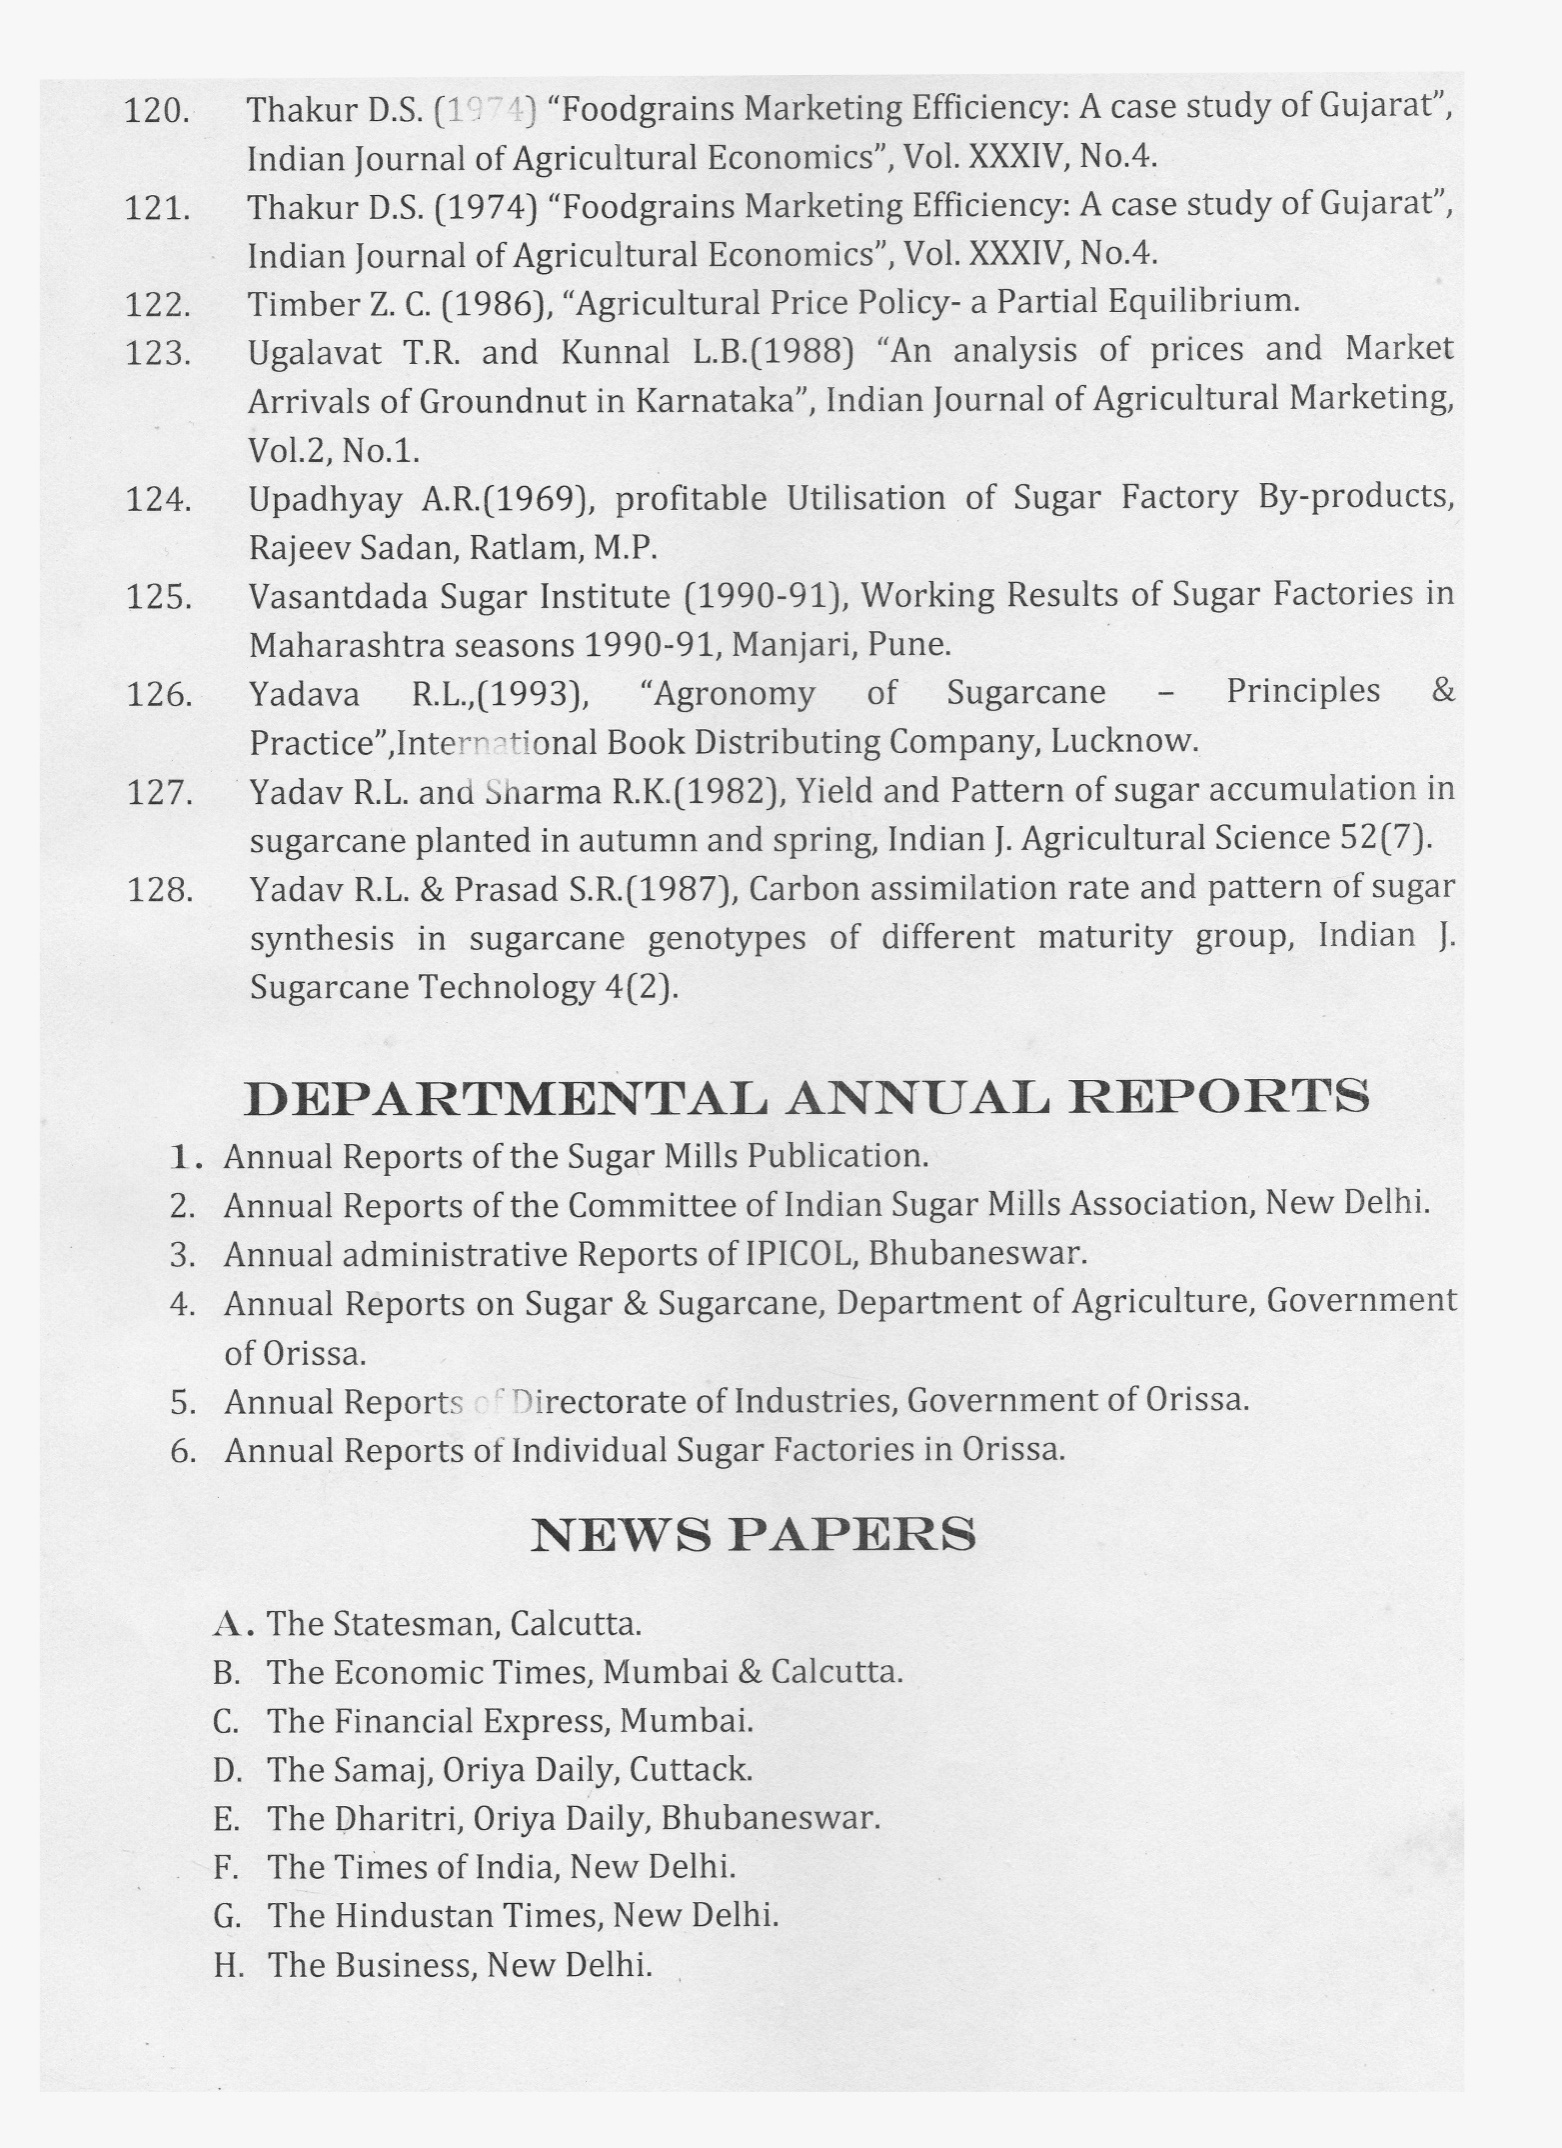 120. Thakur D.S. (1974) “Foodgrains Marketing Efficiency: A case study of Gujarat”,
Indian Journal of Agricultural Economics”, Vol. XXXIV, No.4.
121. Thakur D.S. (1974) “Foodgrains Marketing Efficiency: A case study of Gujarat”,
Indian Journal of Agricultural Economics”, Vol. XXXIV, No.4.
122. Timber Z. C. (1986), “Agricultural Price Policy- a Partial Equilibrium.
123. Ugalavat T.R. and Kunnal L.B.(1988) “An analysis of prices and Market
Arrivals of Groundnut in Karnataka”, Indian Journal of Agricultural Marketing,
Vol.2, No.1.
124. Upadhyay A.R.(1969), profitable Utilisation of Sugar Factory By-products,
Rajeev Sadan, Ratlam, M.P.
125. Vasantdada Sugar Institute (1990-91), Working Results of Sugar Factories in
Maharashtra seasons 1990-91, Manjari, Pune.
126. Yadava R.L.,(1993), “Agronomy of Sugarcane – Principles &
Practice”,International Book Distributing Company, Lucknow.
127. Yadav R.L. and Sharma R.K.(1982), Yield and Pattern of sugar accumulation in
sugarcane planted in autumn and spring, Indian J. Agricultural Science 52(7).
128. Yadav R.L. & Prasad S.R.(1987), Carbon assimilation rate and pattern of sugar
synthesis in sugarcane genotypes of different maturity group, Indian J.
Sugarcane Technology 4(2).
DEPARTMENTAL ANNUAL REPORTS
1. Annual Reports of the Sugar Mills Publication.
2. Annual Reports of the Committee of Indian Sugar Mills Association, New Delhi.
3. Annual administrative Reports of IPICOL, Bhubaneswar.
4. Annual Reports on Sugar & Sugarcane, Department of Agriculture, Government
of Orissa.
5. Annual Reports of Directorate of Industries, Government of Orissa.
6. Annual Reports of Individual Sugar Factories in Orissa.
NEWS PAPERS
A. The Statesman, Calcutta.
B. The Economic Times, Mumbai & Calcutta.
C. The Financial Express, Mumbai.
D. The Samaj, Oriya Daily, Cuttack.
E. The Dharitri, Oriya Daily, Bhubaneswar.
F. The Times of India, New Delhi.
G. The Hindustan Times, New Delhi.
H. The Business, New Delhi.